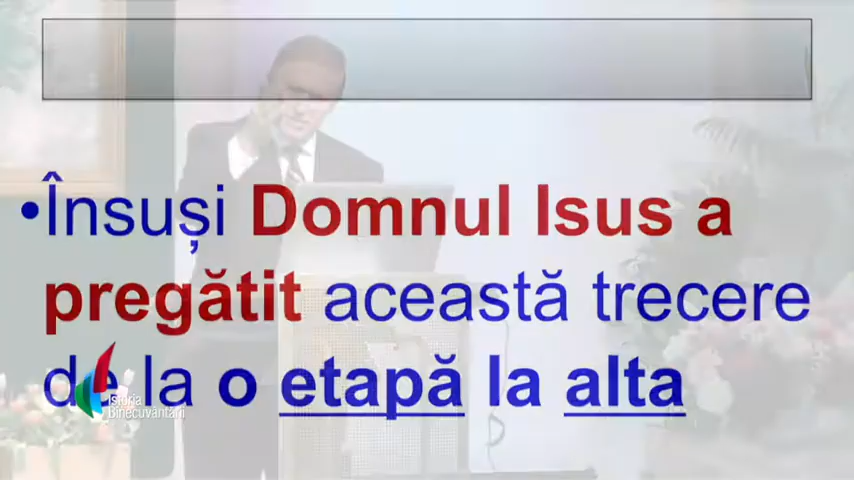 •Însuși Domnul Isus a
pregătit această trecere
de la o etapă la alta
Istoria
Binecuvântării